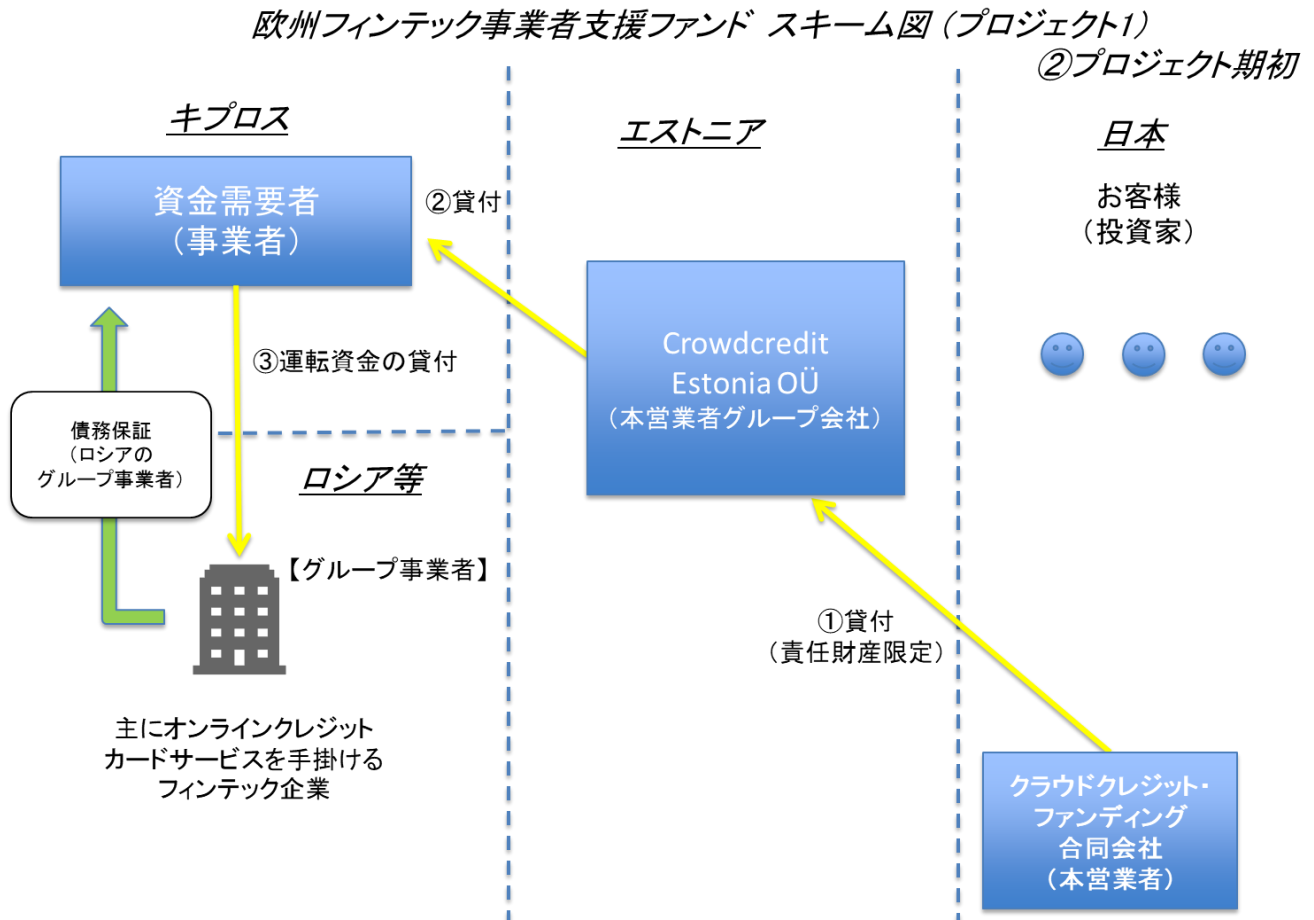 欧州フィンテック事業者支援ファンド スキーム図（プロジェクト1）
②プロジェクト期初
キプロス
資金需要者
（事業者）
②貸付
③運転資金の貸付
債務保証
（ロシアの
グループ事業者）
ロシア等
【グループ事業者】
主にオンラインクレジット
カードサービスを手掛ける
フィンテック企業
エストニア
Crowdcredit
Estonia OÜ
（本営業者グループ会社）
①貸付
（責任財産限定）
日本
お客様
（投資家）
クラウドクレジット・
ファンディング
合同会社
（本営業者）